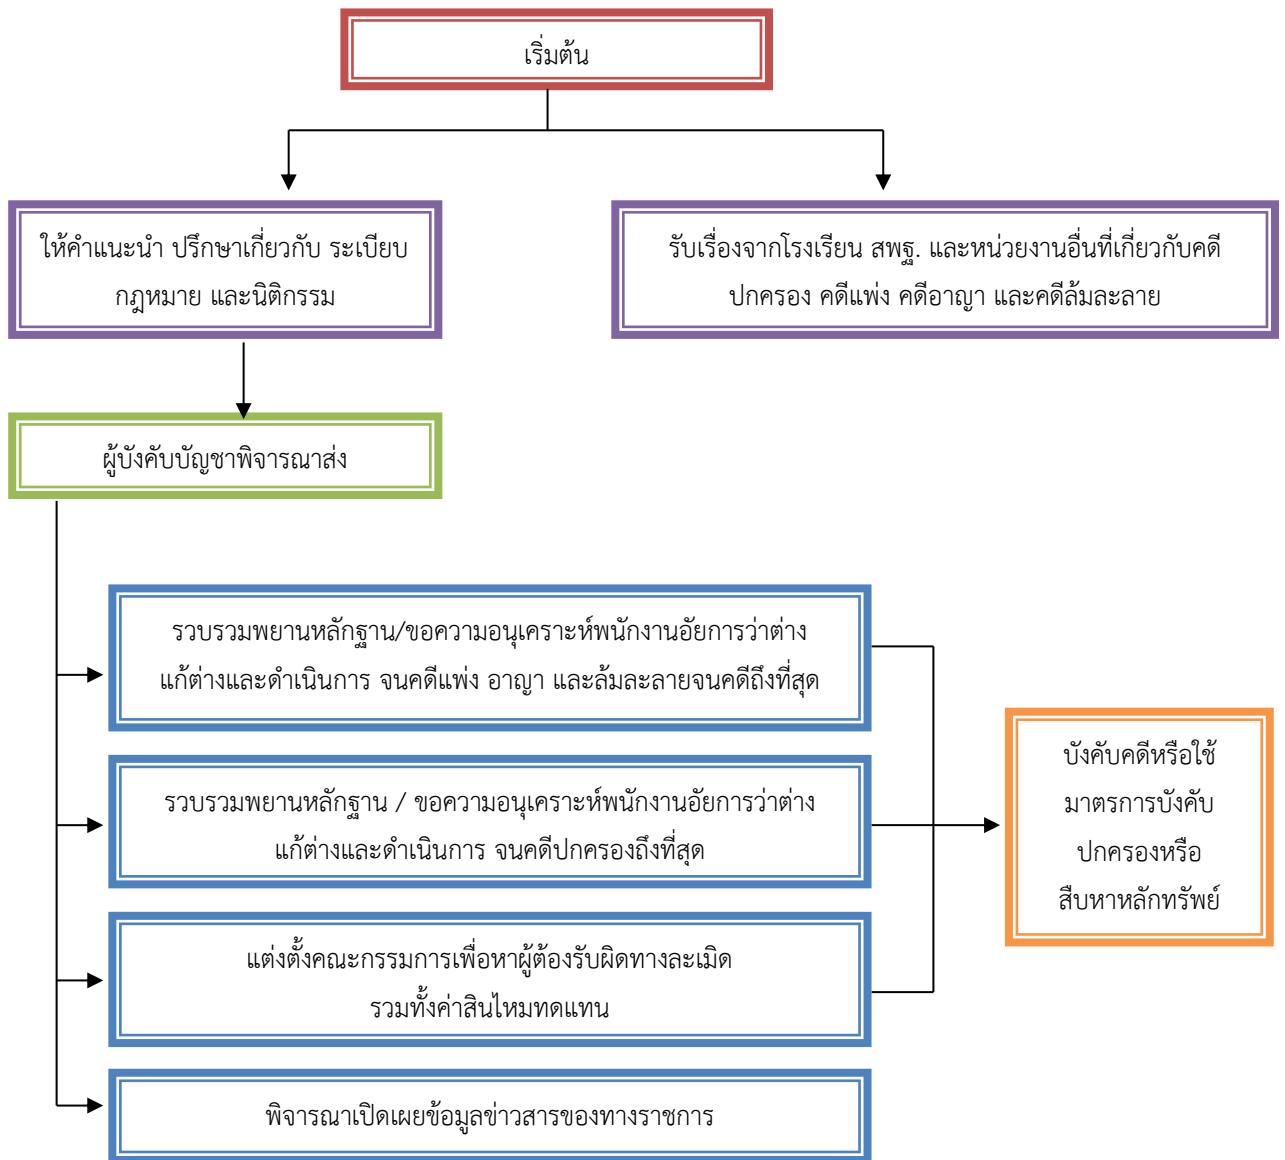 เริ่มต้น
ให้คำแนะนำ ปรึกษาเกี่ยวกับ ระเบียบ
กฎหมาย และนิติกรรม
รับเรื่องจากโรงเรียน สพฐ. และหน่วยงานอื่นที่เกี่ยวกับคดี
ปกครอง คดีแพ่ง คดีอาญา และคดีล้มละลาย
ผู้บังคับบัญชาพิจารณาส่ง
รวบรวมพยานหลักฐาน/ขอความอนุเคราะห์พนักงานอัยการว่าต่าง
แก้ต่างและดำเนินการ จนคดีแพ่ง อาญา และล้มละลายจนคดีถึงที่สุด
รวบรวมพยานหลักฐาน / ขอความอนุเคราะห์พนักงานอัยการว่าต่าง
แก้ต่างและดำเนินการ จนคดีปกครองถึงที่สุด
แต่งตั้งคณะกรรมการเพื่อหาผู้ต้องรับผิดทางละเมิด
รวมทั้งค่าสินไหมทดแทน
พิจารณาเปิดเผยข้อมูลข่าวสารของทางราชการ
บังคับคดีหรือใช้
มาตรการบังคับ
ปกครองหรือ
สืบหาหลักทรัพย์